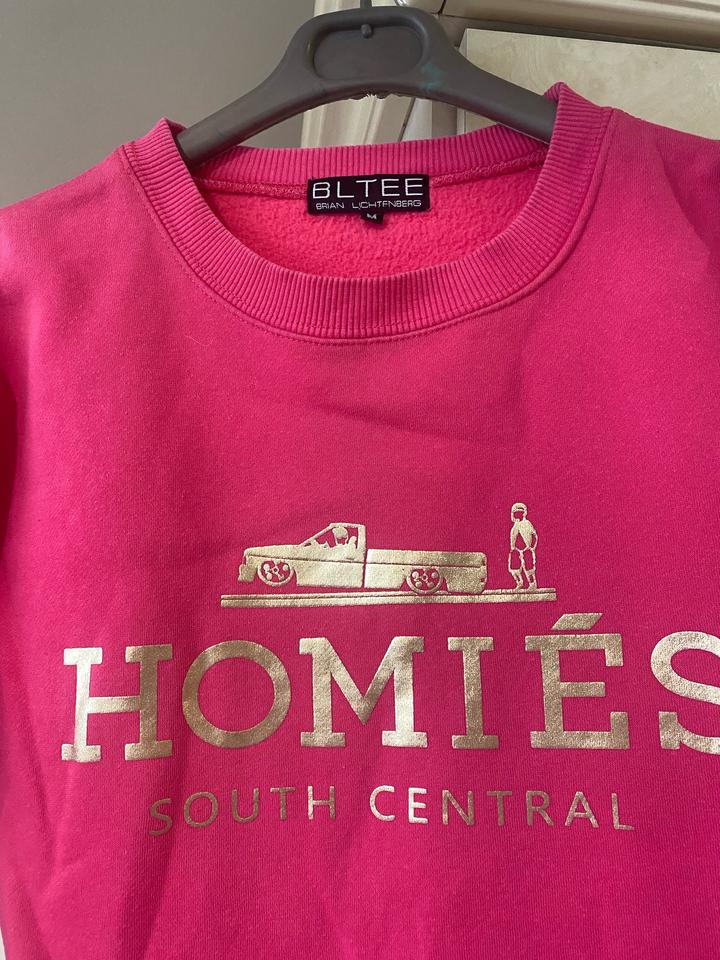 BLTEE
BRIAN LICHTENBERG
M
HOMIÉS
SOUTH CENTRAL